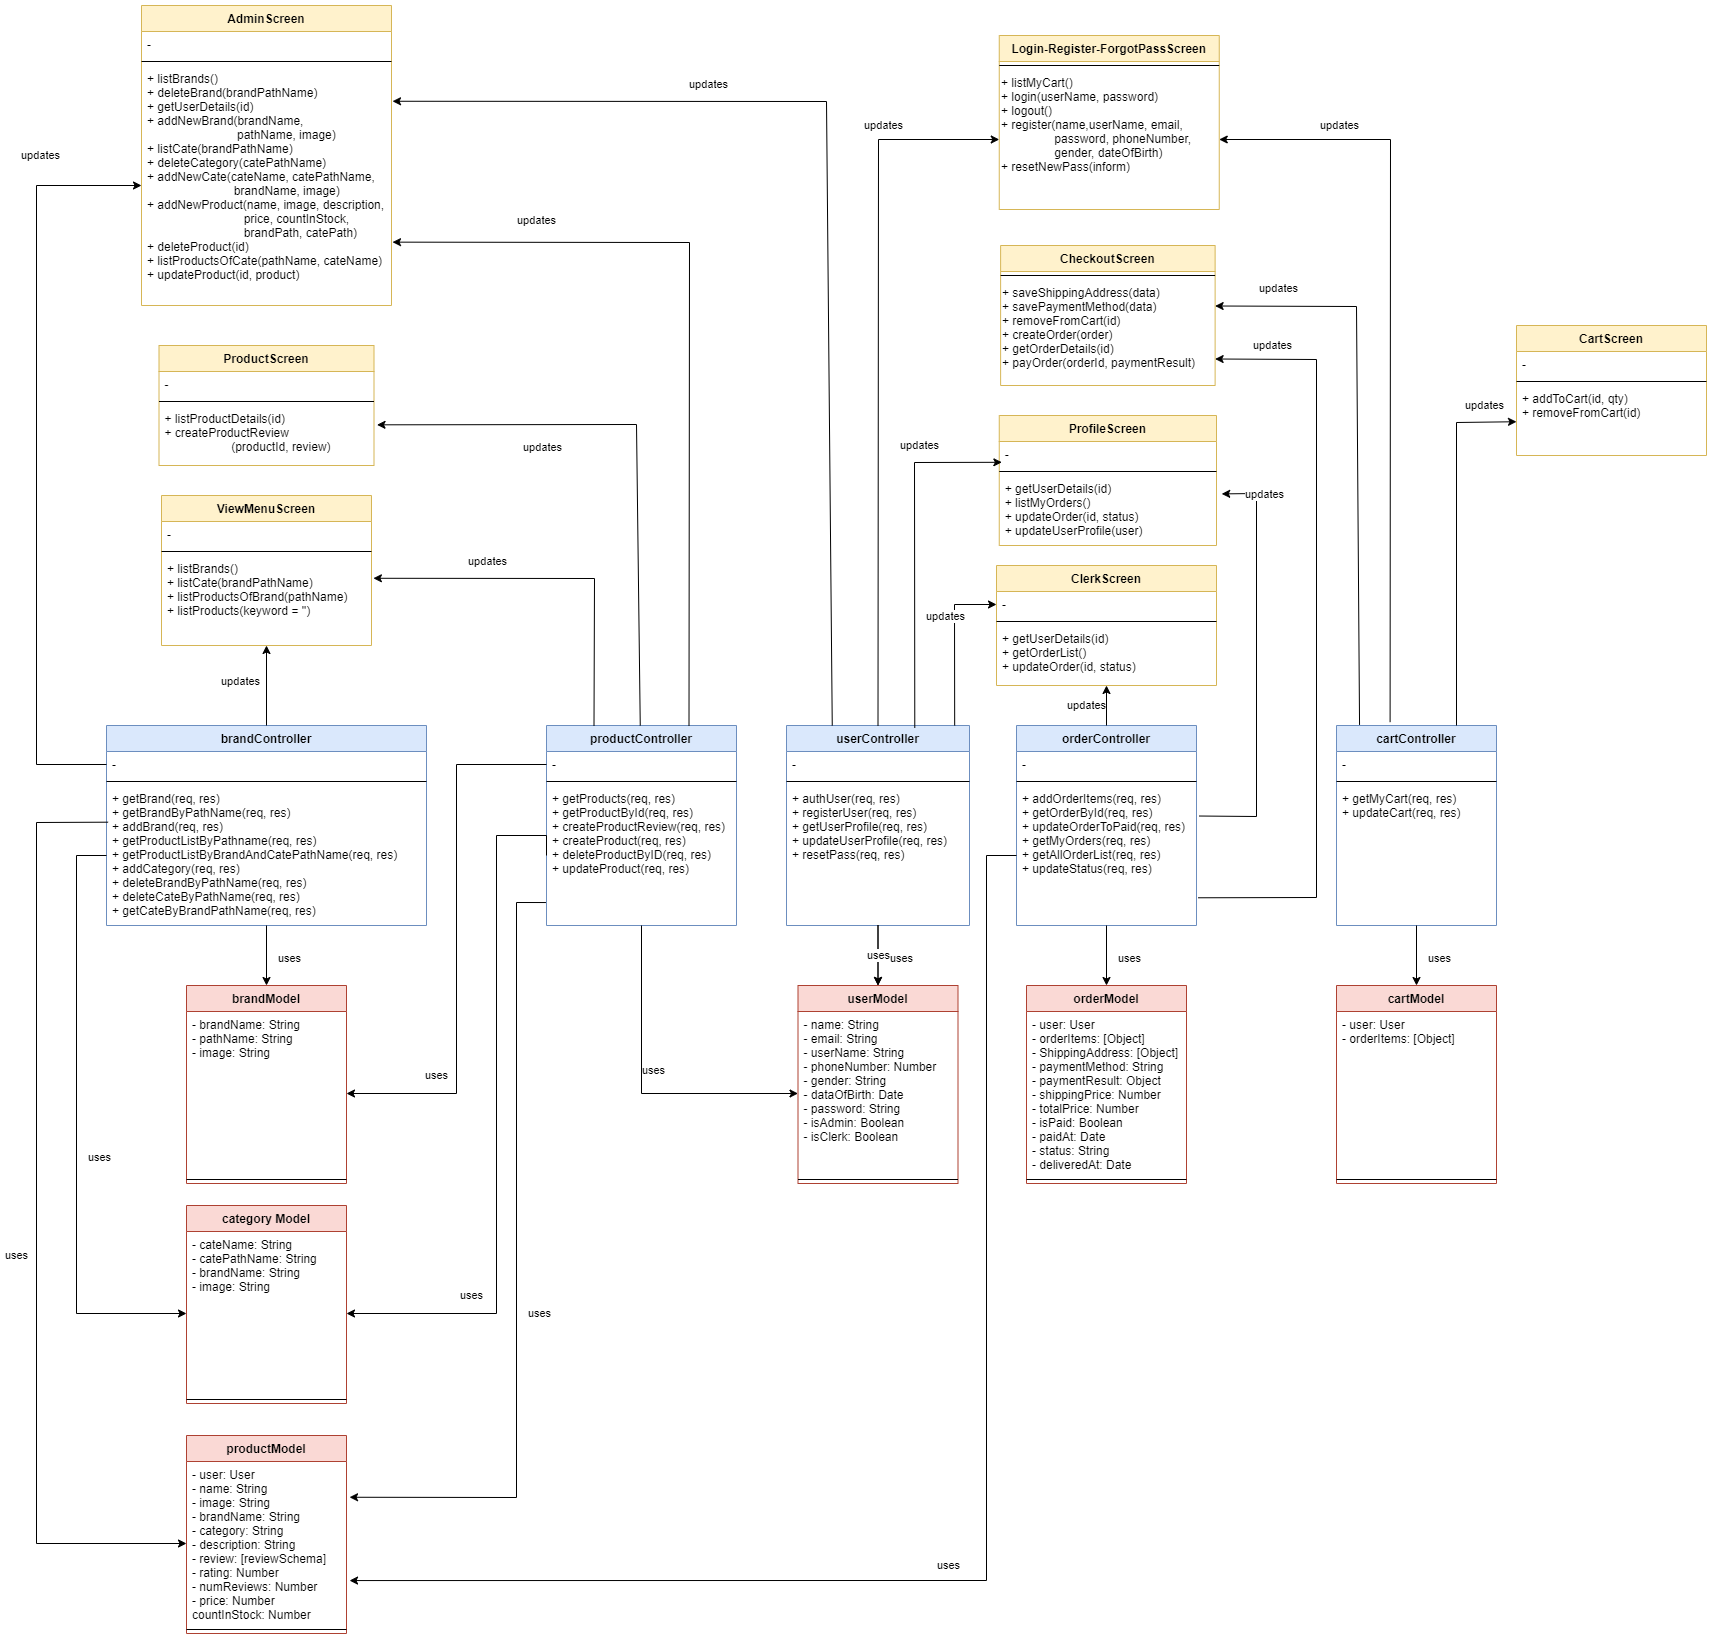 AdminScreen
-
+ listBrands()
+ deleteBrand(brandPathName)
+ getUserDetails(id)
+ addNewBrand(brandName,
pathName, image)
+ listCate(brandPathName)
+ deleteCategory(catePathName)
+ addNewCate(cateName, catePathName,
brandName, image)
+ addNewProduct(name, image, description,
price, countInStock,
brandPath, catePath)
+ deleteProduct(id)
+ listProductsOfCate(pathName, cateName)
+ updateProduct(id, product)
updates
updates
updates
Login-Register-ForgotPassScreen
+ listMyCart()
+ login(userName, password)
+ logout()
+ register(name,userName, email,
password, phoneNumber,
gender, dateOfBirth)
+ resetNewPass(inform)
updates
updates
CheckoutScreen
+ saveShippingAddress(data)
+ savePaymentMethod(data)
+ removeFromCart(id)
+ createOrder(order)
+ getOrderDetails(id)
+ payOrder(orderId, paymentResult)
updates
updates
CartScreen
-
+ addToCart(id, qty)
+ removeFromCart(id)
updates
ProductScreen
-
+ listProductDetails(id)
+ createProductReview
(productId, review)
updates
ProfileScreen
-
+ getUserDetails(id)
+ listMyOrders()
+ updateOrder(id, status)
+ updateUserProfile(user)
updates
updates
ViewMenuScreen
-
+ listBrands()
+ listCate(brandPathName)
+ listProductsOfBrand(pathName)
+ listProducts(keyword = '')
updates
updates
ClerkScreen
-
+ getUserDetails(id)
+ getOrderList()
+ updateOrder(id, status)
updates
updates
brandController
-
+ getBrand(req, res)
+ getBrandByPathName(req, res)
+ addBrand(req, res)
+ getProductListByPathname(req, res)
+ getProductListByBrandAndCatePathName(req, res)
+ addCategory(req, res)
+ deleteBrandByPathName(req, res)
+ deleteCateByPathName(req, res)
+ getCateByBrandPathName(req, res)
productController
-
+ getProducts(req, res)
+ getProductById(req, res)
+ createProductReview(req, res)
+ createProduct(req, res)
+ deleteProductByID(req, res)
+ updateProduct(req, res)
userController
-
+ authUser(req, res)
+ registerUser(req, res)
+ getUserProfile(req, res)
+ updateUserProfile(req, res)
+ resetPass(req, res)
orderController
-
+ addOrderItems(req, res)
+ getOrderById(req, res)
+ updateOrderToPaid(req, res)
+ getMyOrders(req, res)
+ getAllOrderList(req, res)
+ updateStatus(req, res)
cartController
-
+ getMyCart(req, res)
+ updateCart(req, res)
uses
uses
uses
uses
uses
brandModel
- brandName: String
- pathName: String
- image: String
uses
uses
userModel
- name: String
- email: String
- userName: String
- phoneNumber: Number
- gender: String
- dataOfBirth: Date
- password: String
- isAdmin: Boolean
- isClerk: Boolean
orderModel
- user: User
- orderItems: [Object]
- ShippingAddress: [Object]
- paymentMethod: String
- paymentResult: Object
- shippingPrice: Number
- totalPrice: Number
- isPaid: Boolean
- paidAt: Date
- status: String
- deliveredAt: Date
cartModel
- user: User
- orderItems: [Object]
uses
category Model
- cateName: String
- catePathName: String
- brandName: String
- image: String
uses
uses
uses
productModel
- user: User
- name: String
- image: String
- brandName: String
- category: String
- description: String
- review: [reviewSchema]
- rating: Number
- numReviews: Number
- price: Number
countInStock: Number
uses